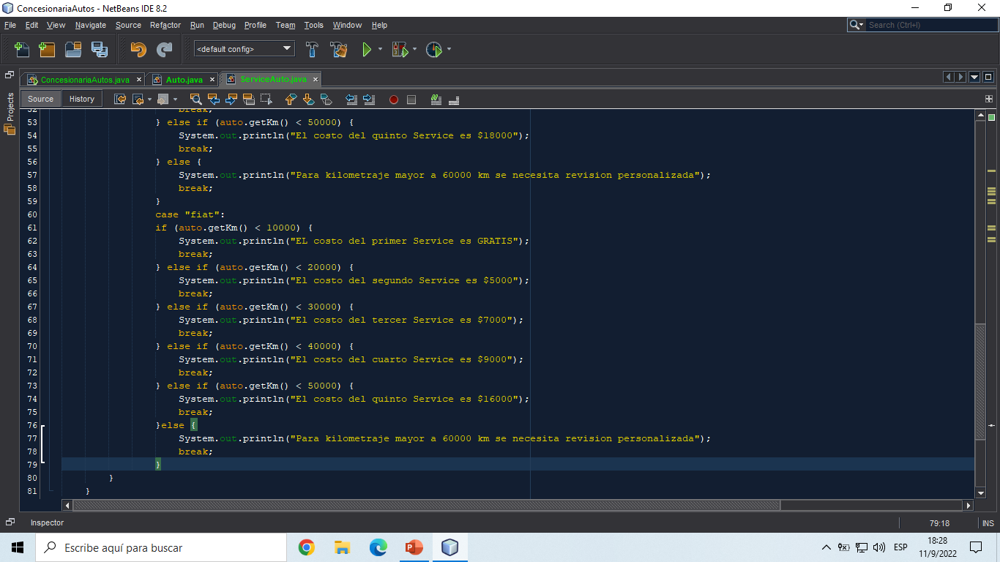 ConcesionariaAutos - NetBeans IDE 8.2
File Edit View Navigate Source Refactor Run Debug Profile Team Tools Window Help
Search (Ctrl+I)
<default config>
ConcesionariaAutos.java Auto.java ServiceAuto.java
Projects
Source History
52 break;
53 } else if (auto.getKm() < 50000) {
54 System.out.println("El costo del quinto Service es $18000");
55 break;
56 } else {
57 System.out.println("Para kilometraje mayor a 60000 km se necesita revision personalizada");
58 break;
59 }
60 case "fiat":
61 if (auto.getKm() < 10000) {
62 System.out.println("EL costo del primer Service es GRATIS");
63 break;
64 } else if (auto.getKm() < 20000) {
65 System.out.println("El costo del segundo Service es $5000");
66 break;
67 } else if (auto.getKm() < 30000) {
68 System.out.println("El costo del tercer Service es $7000");
69 break;
70 } else if (auto.getKm() < 40000) {
71 System.out.println("El costo del cuarto Service es $9000");
72 break;
73 } else if (auto.getKm() < 50000) {
74 System.out.println("El costo del quinto Service es $16000");
75 break;
76 }else {
77 System.out.println("Para kilometraje mayor a 60000 km se necesita revision personalizada");
78 break;
79 }
80 }
81 }
Inspector
79:18 INS
Escribe aquí para buscar
ESP
18:28
11/9/2022